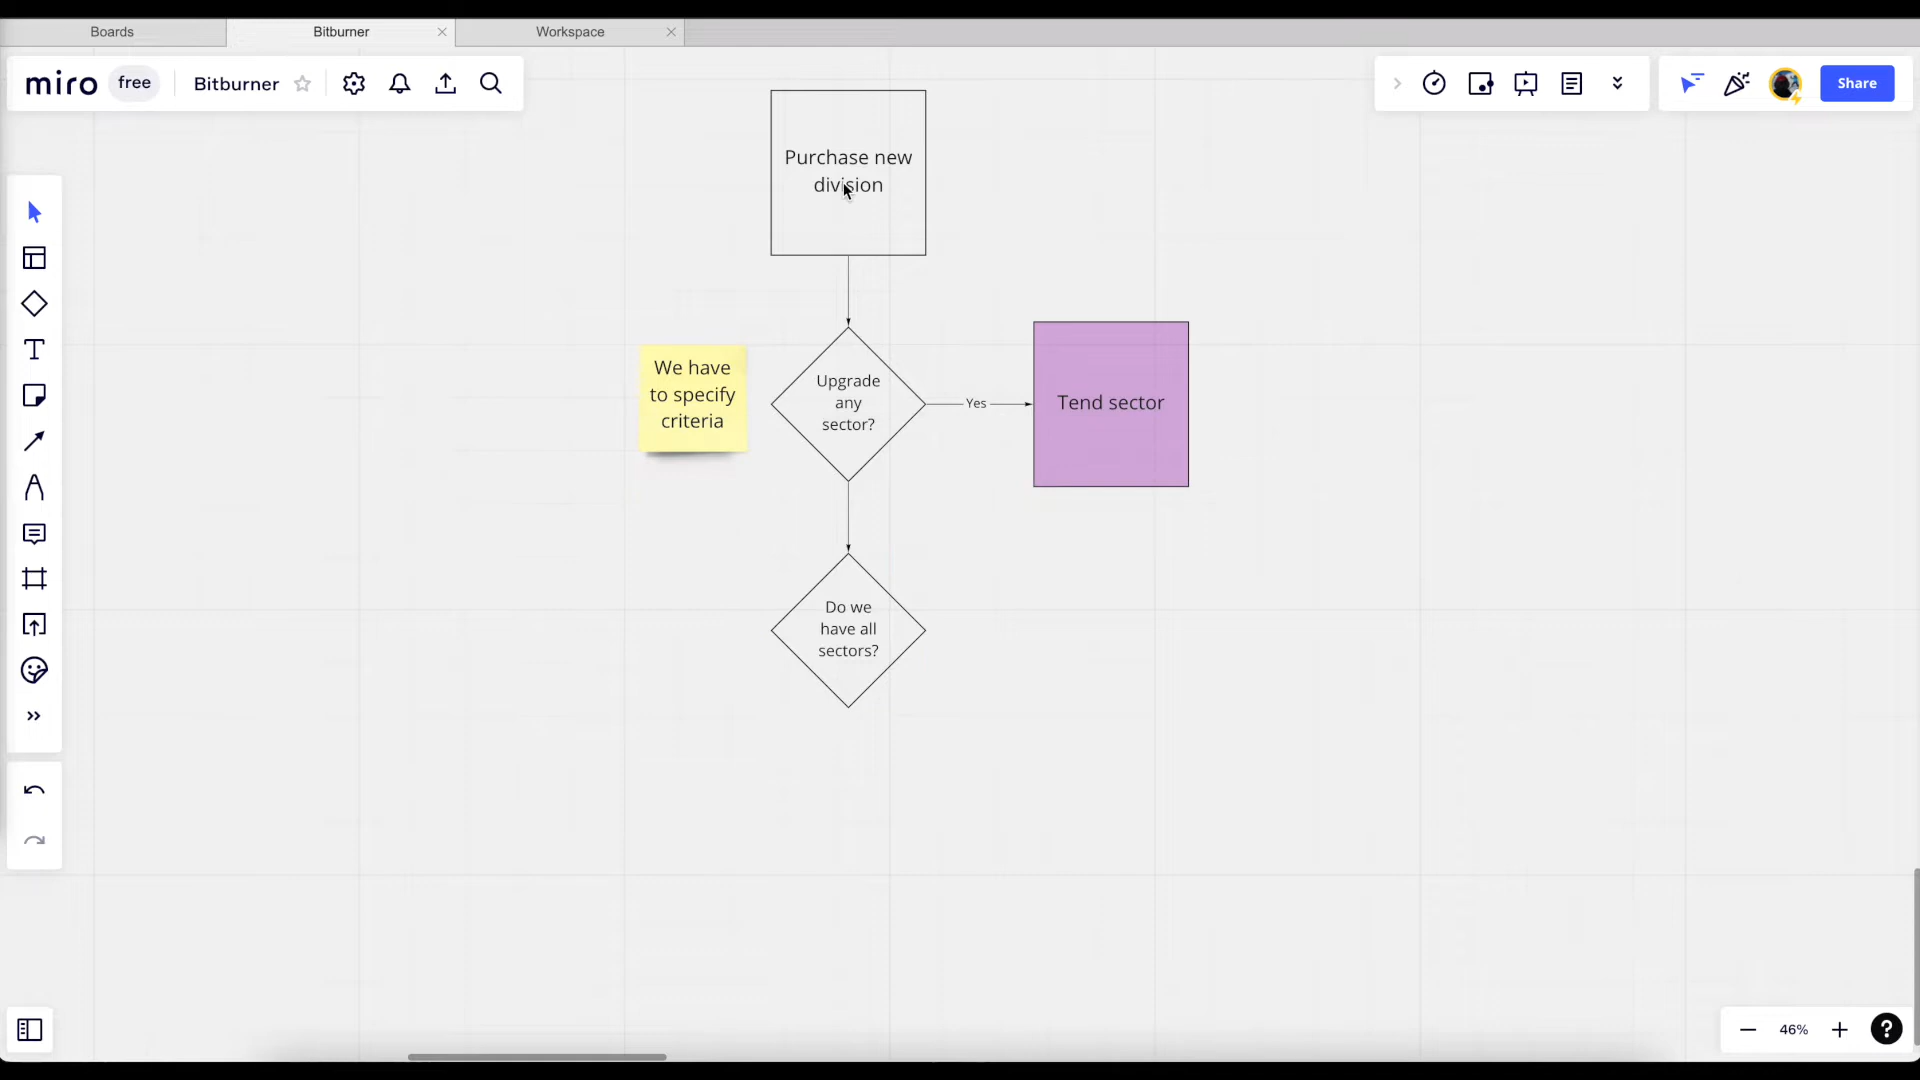 Boards
Bitburner
Workspace
miro free Bitburner
Share
Purchase new
division
We have
to specify
criteria
Upgrade
any
sector?
Yes
Tend sector
Do we
have all
sectors?
46%